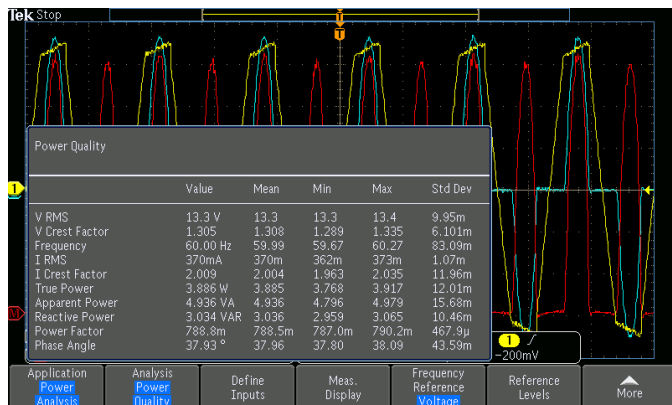 Tek Stop
T
T
Power Quality
Value Mean Min Max Std Dev
1
V RMS 13.3 V 13.3 13.3 13.4 9.95m
V Crest Factor 1.305 1.308 1.289 1.335 6.101m
Frequency 60.00 Hz 59.99 59.67 60.27 83.09m
I RMS 370mA 370m 362m 373m 1.07m
I Crest Factor 2.009 2.004 1.963 2.035 11.96m
True Power 3.886 W 3.885 3.768 3.917 12.01m
Apparent Power 4.936 VA 4.936 4.796 4.979 15.68m
Reactive Power 3.034 VAR 3.036 2.959 3.065 10.46m
Power Factor 788.8m 788.5m 787.0m 790.2m 467.9µ
Phase Angle 37.93 ° 37.96 37.80 38.09 43.59m
1
-200mV
Application Power Analysis
Analysis Power Quality
Define Inputs
Meas. Display
Frequency Reference Voltage
Reference Levels
More